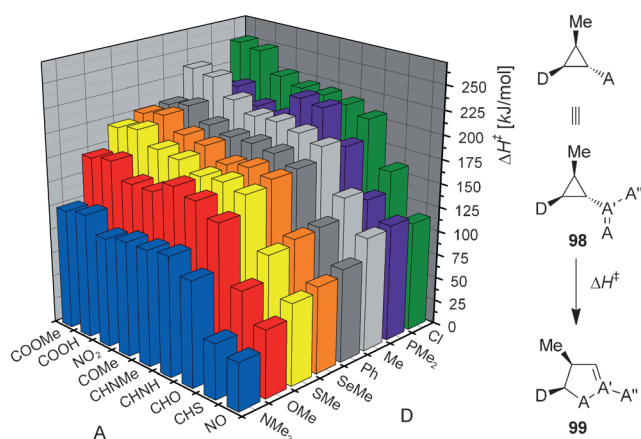 ΔH‡ [kJ/mol]
250
225
200
175
150
125
100
75
50
25
0
COOMe
COOH
NO2
COMe
CHNMe
CHNH
CHO
CHS
NO
A
NMe2
OMe
SMe
SeMe
Ph
Me
PMe2
Cl
D
Me
D
A
Me
D
A'
A''
A
98
ΔH‡
Me
D
A
A'
A''
99